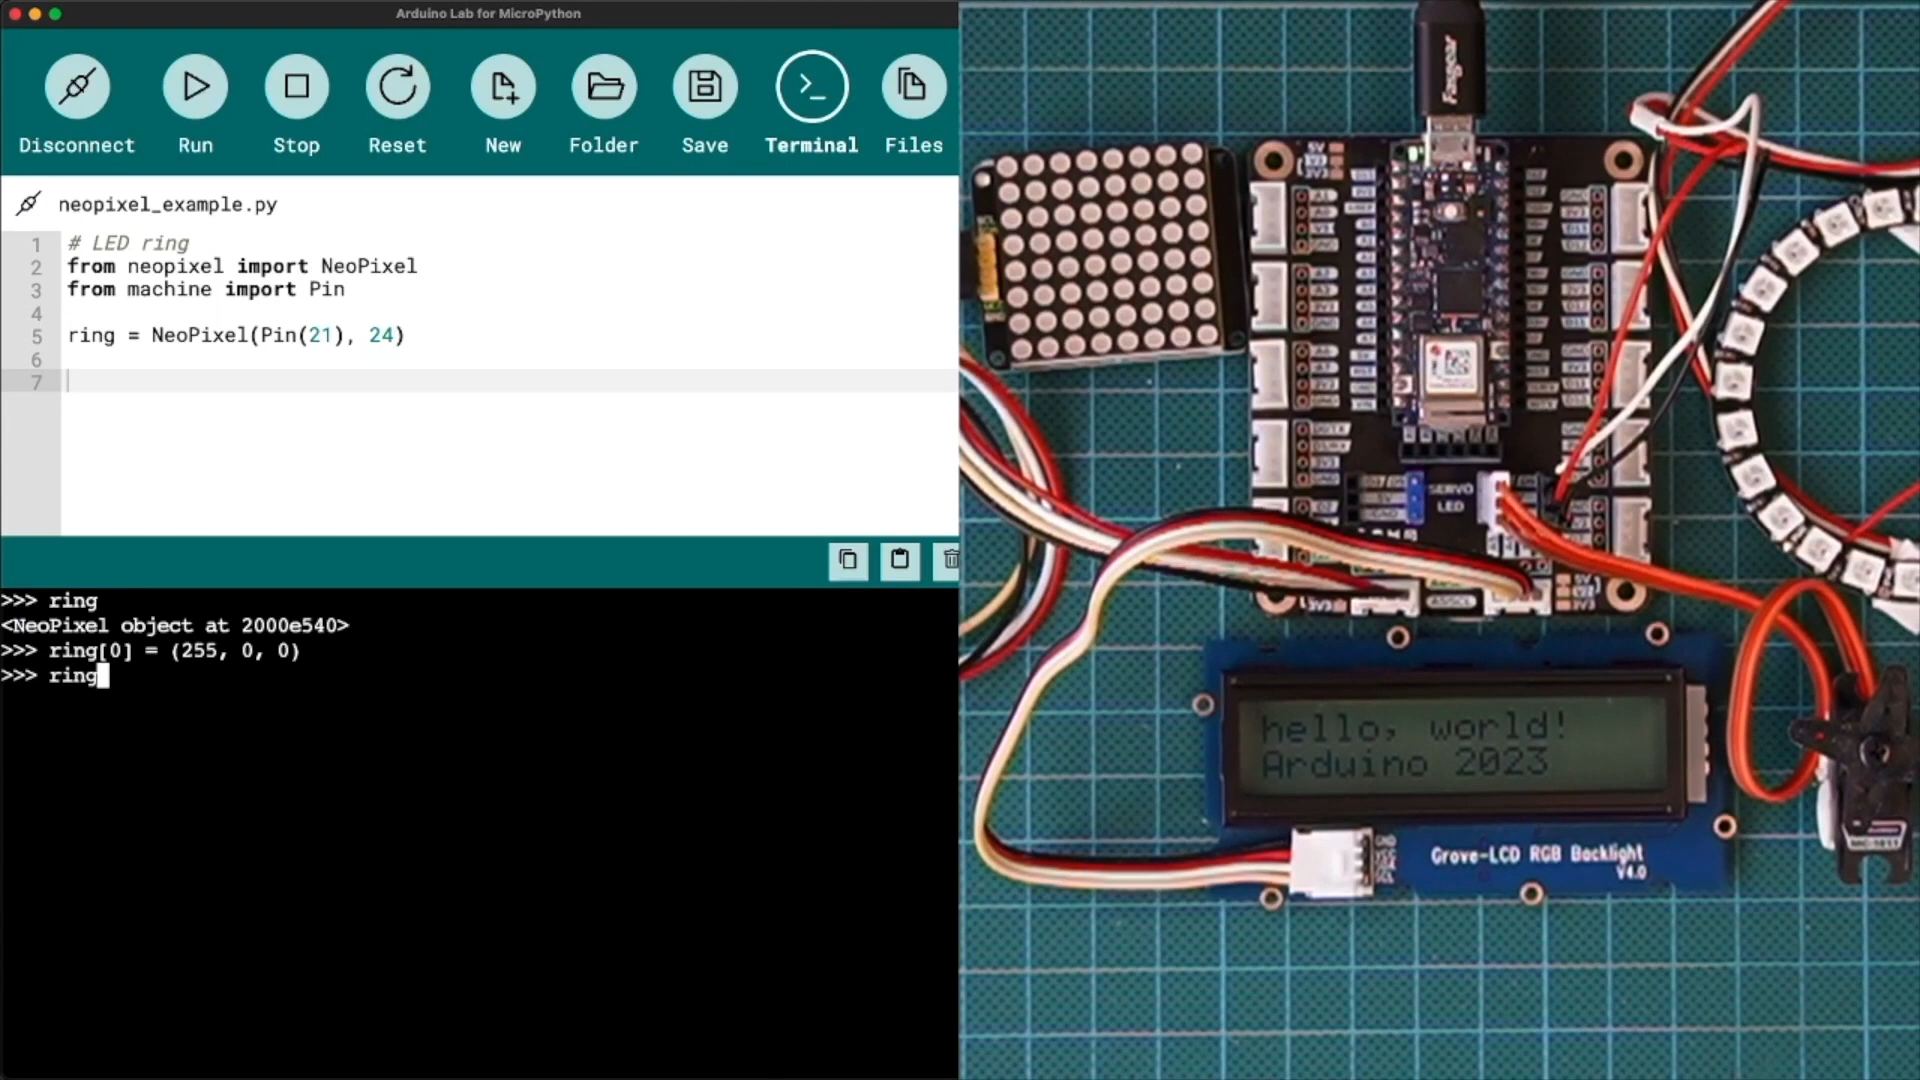 Arduino Lab for MicroPython
Disconnect
Run
Stop
Reset
New
Folder
Save
Terminal
Files
neopixel_example.py
1 # LED ring
2 from neopixel import NeoPixel
3 from machine import Pin
4
5 ring = NeoPixel(Pin(21), 24)
6
7
>>> ring
<NeoPixel object at 2000e540>
>>> ring[0] = (255, 0, 0)
>>> ring
Fasgear
SERVO
LED
hello, world!
Arduino 2023
Grove-LCD RGB Backlight
V4.0